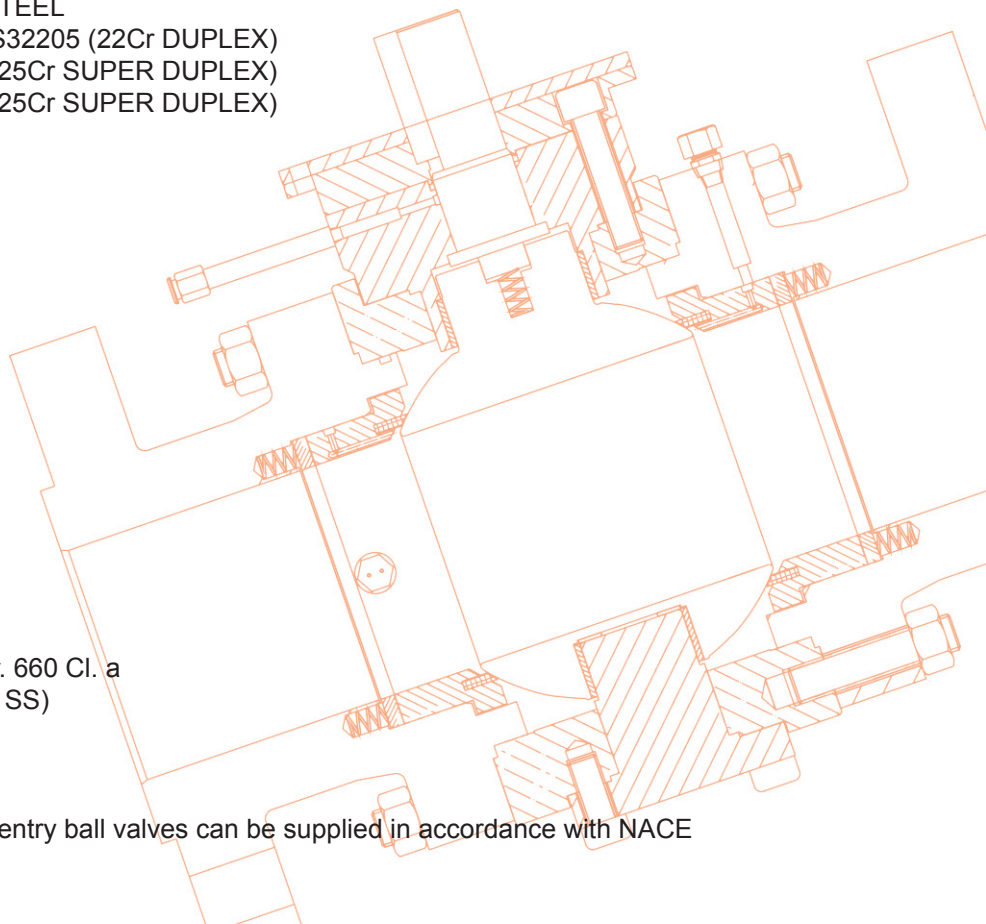 TEEL
S32205 (22Cr DUPLEX)
25Cr SUPER DUPLEX)
25Cr SUPER DUPLEX)
. 660 Cl. a
SS)
entry ball valves can be supplied in accordance with NACE